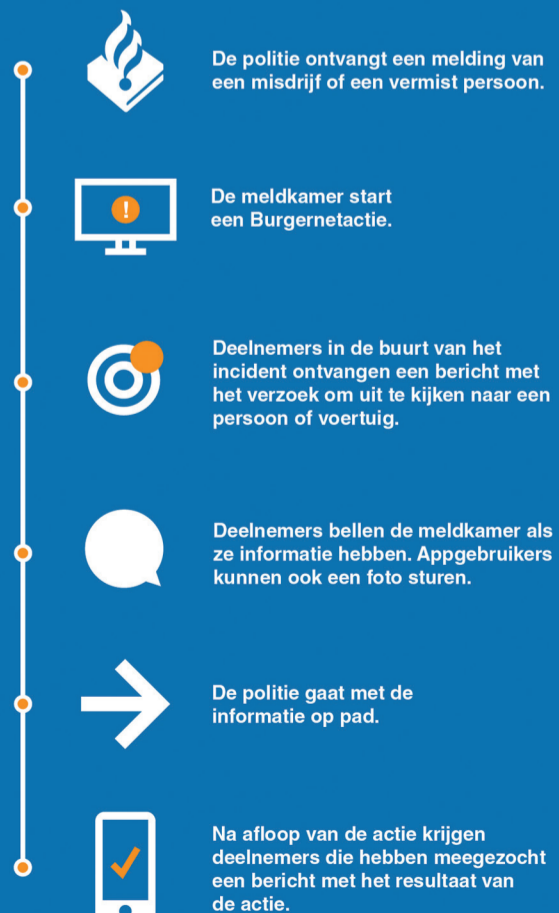 De politie ontvangt een melding van
een misdrijf of een vermist persoon.
!
De meldkamer start
een Burgernetactie.
Deelnemers in de buurt van het
incident ontvangen een bericht met
het verzoek om uit te kijken naar een
persoon of voertuig.
Deelnemers bellen de meldkamer als
ze informatie hebben. Appgebruikers
kunnen ook een foto sturen.
De politie gaat met de
informatie op pad.
Na afloop van de actie krijgen
deelnemers die hebben meegezocht
een bericht met het resultaat van
de actie.